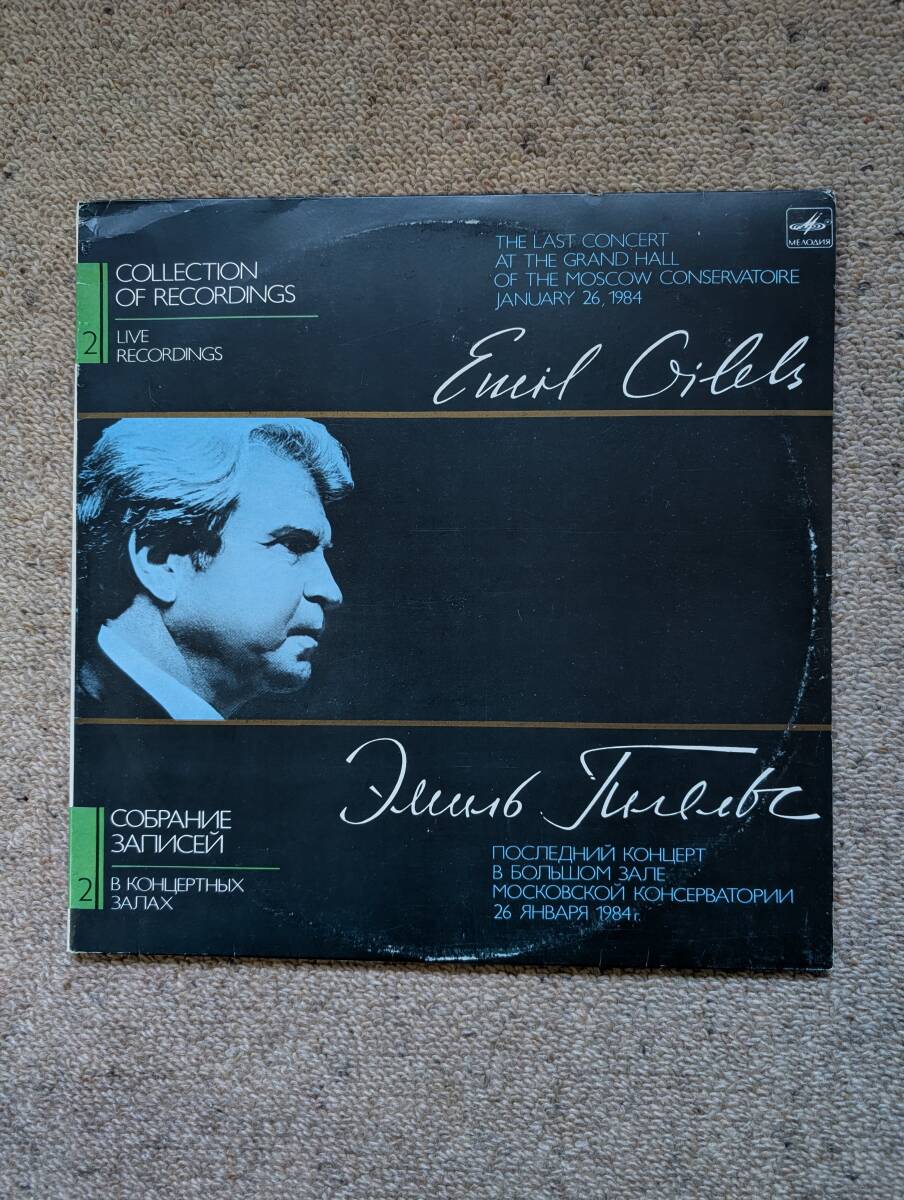 COLLECTION
OF RECORDINGS
2
LIVE
RECORDINGS
THE LAST CONCERT
AT THE GRAND HALL
OF THE MOSCOW CONSERVATOIRE
JANUARY 26, 1984
МЕЛОДИЯ
Emil Gilels
Эмиль Гилельс
СОБРАНИЕ
ЗАПИСЕЙ
2
В КОНЦЕРТНЫХ
ЗАЛАХ
ПОСЛЕДНИЙ КОНЦЕРТ
В БОЛЬШОМ ЗАЛЕ
МОСКОВСКОЙ КОНСЕРВАТОРИИ
26 ЯНВАРЯ 1984 г.